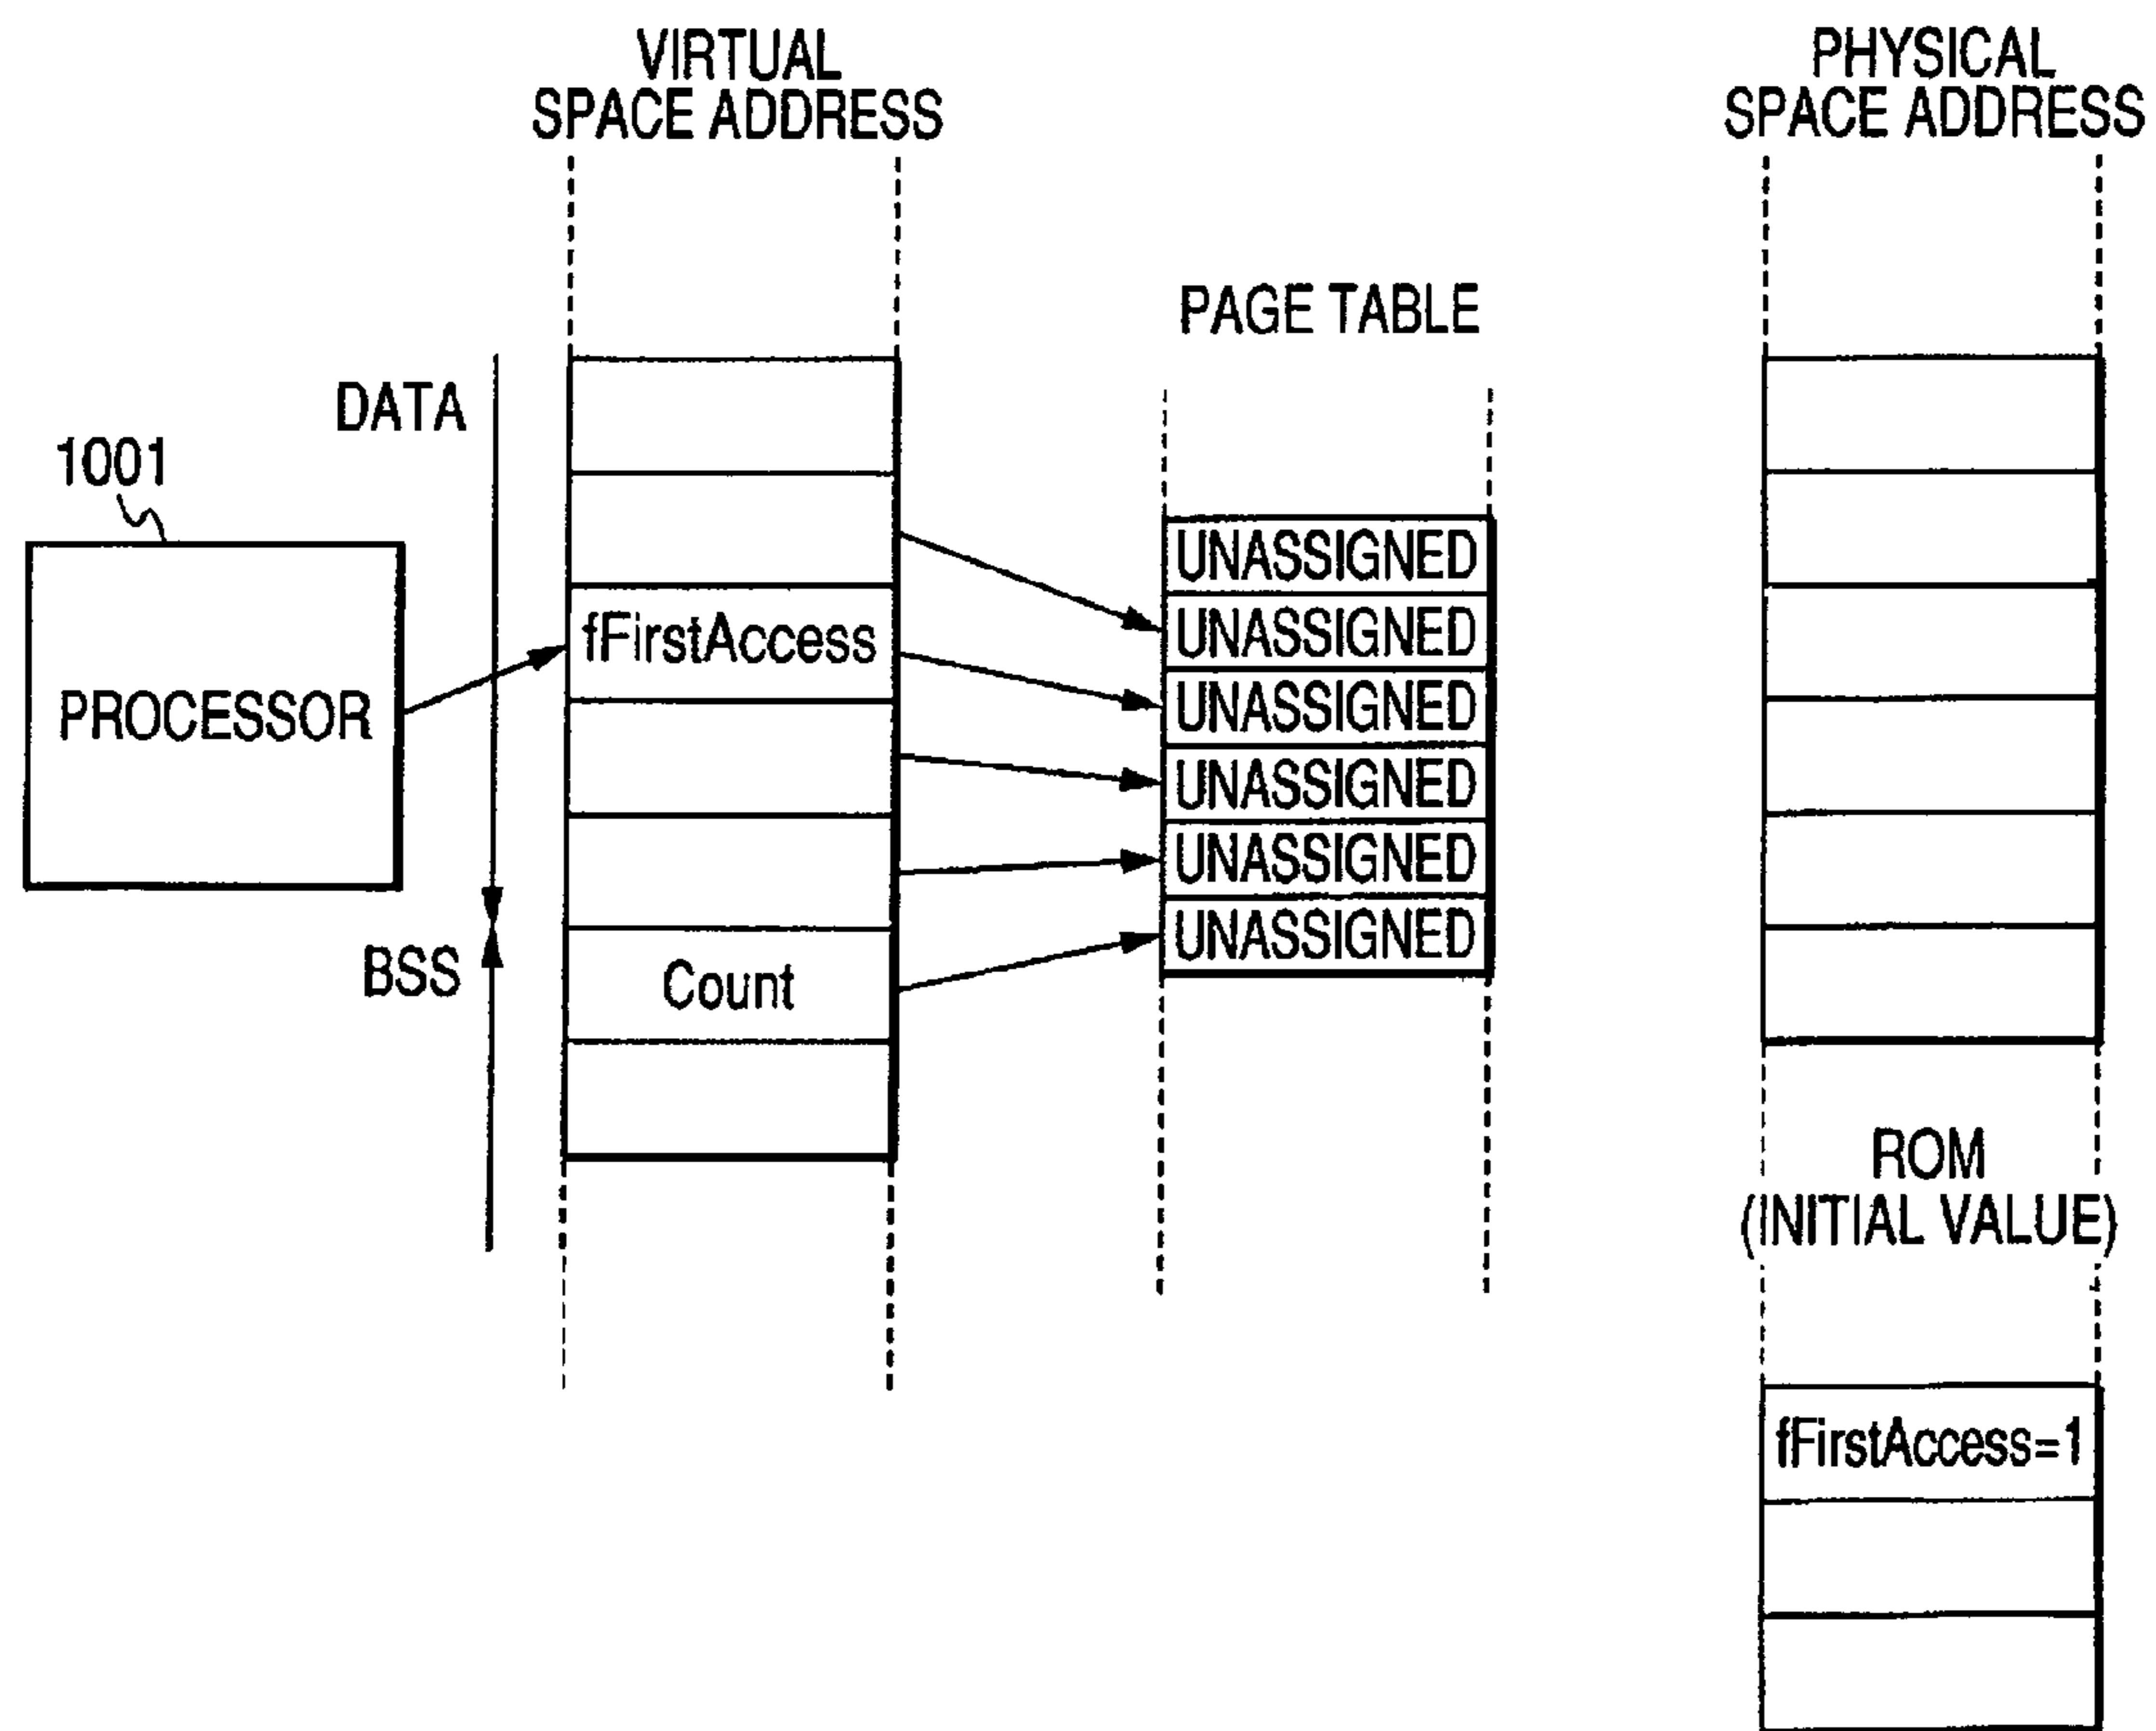 VIRTUAL
SPACE ADDRESS
PHYSICAL
SPACE ADDRESS
PAGE TABLE
DATA
1001
PROCESSOR
fFirstAccess
BSS
Count
UNASSIGNED
UNASSIGNED
UNASSIGNED
UNASSIGNED
UNASSIGNED
UNASSIGNED
ROM
(INITIAL VALUE)
fFirstAccess=1